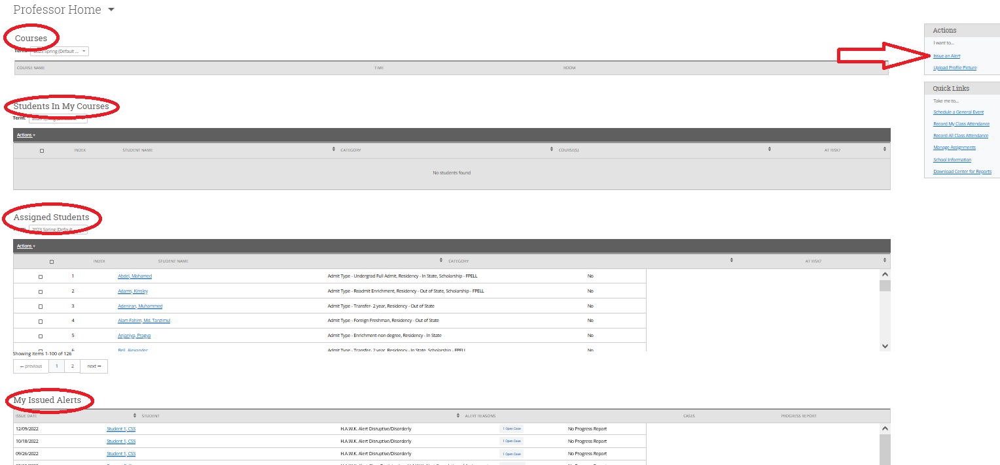 Professor Home
Courses
Term: 2023 Spring (Default ...
COURSE NAME TIME ROOM
Students In My Courses
Term: 2023 Spring (Default ...
Actions
INDEX STUDENT NAME CATEGORY COURSE(S) AT RISK?
No students found
Assigned Students
2023 Spring (Default
Actions
INDEX STUDENT NAME CATEGORY AT RISK?
1 Abdel, Mahamed Admit Type - Undergrad Full Admit, Residency - In State, Scholarship - FPELL No
2 Adams, Kinsley Admit Type - Readmit Enrichment, Residency - Out of State, Scholarship - FPELL No
3 Adeniran, Muhammed Admit Type - Transfer- 2 year, Residency - Out of State No
4 Alam Fahim, Md. Tanzimul Admit Type - Foreign Freshman, Residency - Out of State No
5 Anjaniya, Pragya Admit Type - Enrichment-non degree, Residency - In State No
6 Bell, Alexander Admit Type - Transfer- 2 year, Residency - In State, Scholarship - FPELL No
Showing items 1-100 of 126
← previous 1 2 next →
My Issued Alerts
ISSUE DATE STUDENT ALERT REASONS CASES PROGRESS REPORT
12/09/2022 Student 1, CSS H.A.W.K. Alert Disruptive/Disorderly 1 Open Case No Progress Report
10/18/2022 Student 1, CSS H.A.W.K. Alert Disruptive/Disorderly 1 Open Case No Progress Report
09/26/2022 Student 1, CSS H.A.W.K. Alert Disruptive/Disorderly 1 Open Case No Progress Report
Actions
I want to...
Issue an Alert
Upload Profile Picture
Quick Links
Take me to...
Schedule a General Event
Record My Class Attendance
Record All Class Attendance
Manage Assignments
School Information
Download Center for Reports